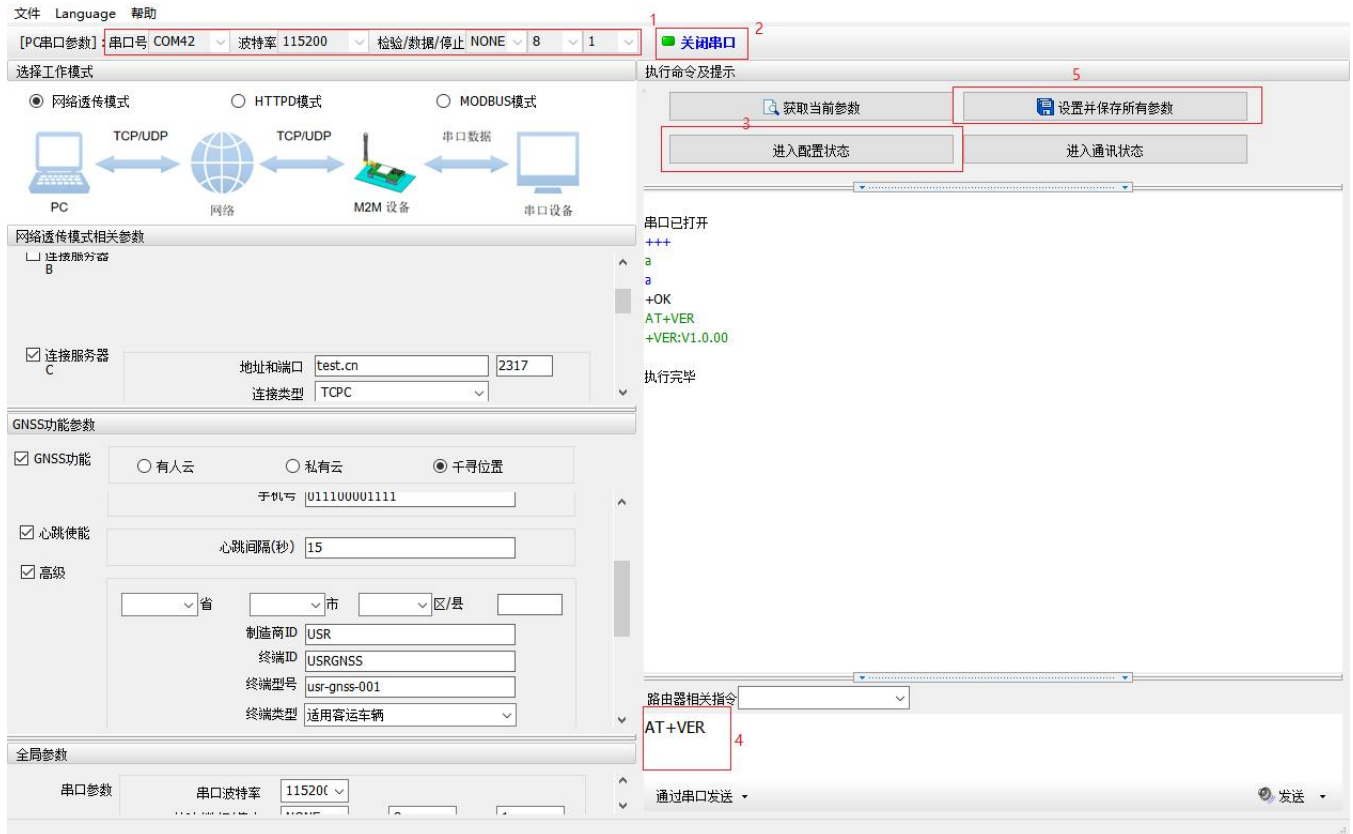 文件 Language 帮助
1
2
[PC串口参数]：串口号 COM42 波特率 115200 检验/数据/停止 NONE 8 1 关闭串口
选择工作模式
网络透传模式 HTTPD模式 MODBUS模式
TCP/UDP TCP/UDP 串口数据
PC 网络 M2M 设备 串口设备
网络透传模式相关参数
连接服务器
B
连接服务器
C
地址和端口 test.cn 2317
连接类型 TCPC
GNSS功能参数
GNSS功能 有人云 私有云 千寻位置
手机号 011100001111
心跳使能
心跳间隔(秒) 15
高级
省 市 区/县
制造商ID USR
终端ID USRGNSS
终端型号 usr-gnss-001
终端类型 适用客运车辆
全局参数
串口参数 串口波特率 115200
NONE
执行命令及提示
5
获取当前参数 设置并保存所有参数
3
进入配置状态 进入通讯状态
串口已打开
+++
a
a
+OK
AT+VER
+VER:V1.0.00
执行完毕
路由器相关指令
AT+VER
4
通过串口发送 发送